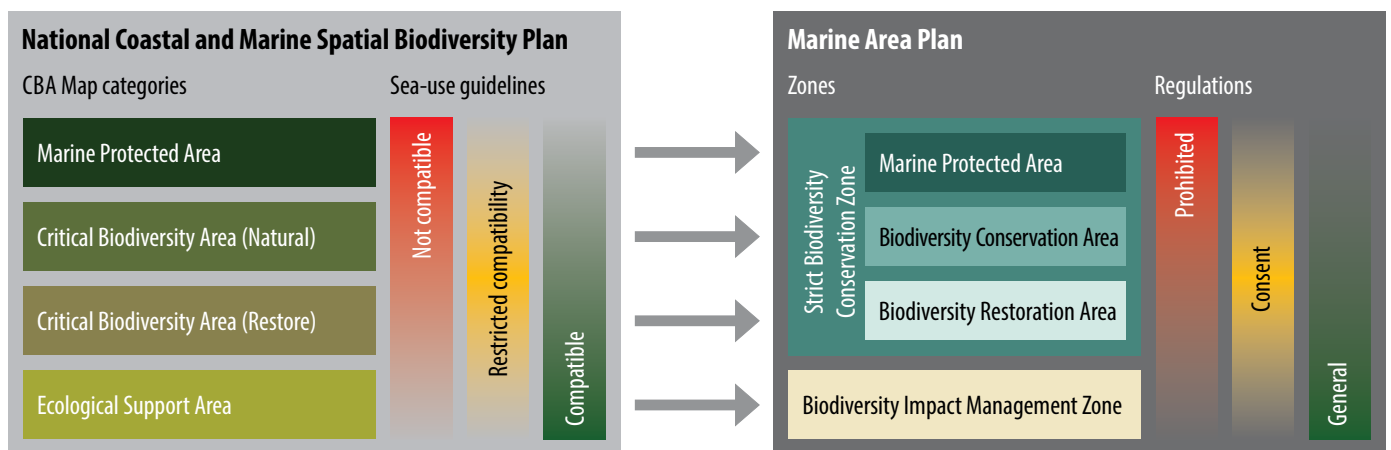 National Coastal and Marine Spatial Biodiversity Plan
CBA Map categories
Sea-use guidelines
Marine Protected Area
Critical Biodiversity Area (Natural)
Critical Biodiversity Area (Restore)
Ecological Support Area
Not compatible
Restricted compatibility
Compatible
Marine Area Plan
Zones
Regulations
Strict Biodiversity
Conservation Zone
Marine Protected Area
Biodiversity Conservation Area
Biodiversity Restoration Area
Biodiversity Impact Management Zone
Prohibited
Consent
General